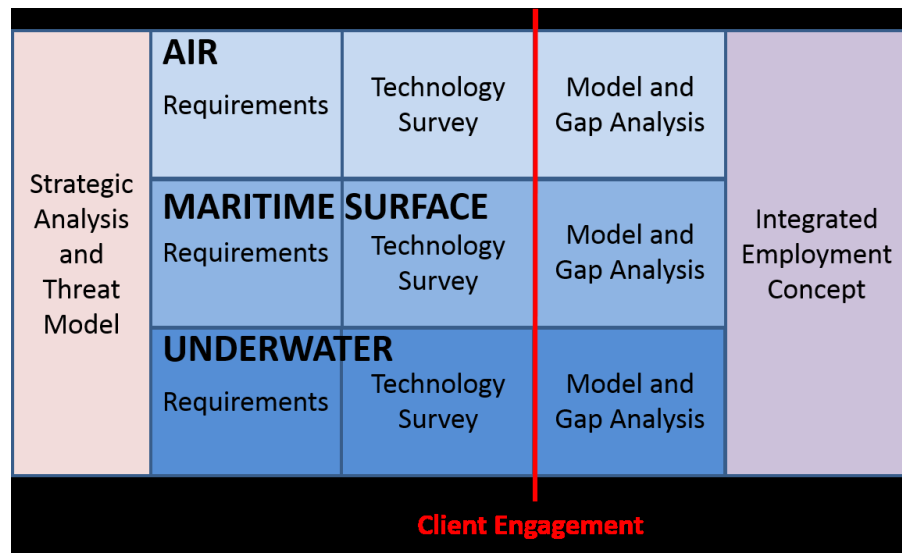 Strategic
Analysis
and
Threat
Model
AIR
Requirements
Technology
Survey
Model and
Gap Analysis
MARITIME SURFACE
Requirements
Technology
Survey
Model and
Gap Analysis
UNDERWATER
Requirements
Technology
Survey
Model and
Gap Analysis
Integrated
Employment
Concept
Client Engagement